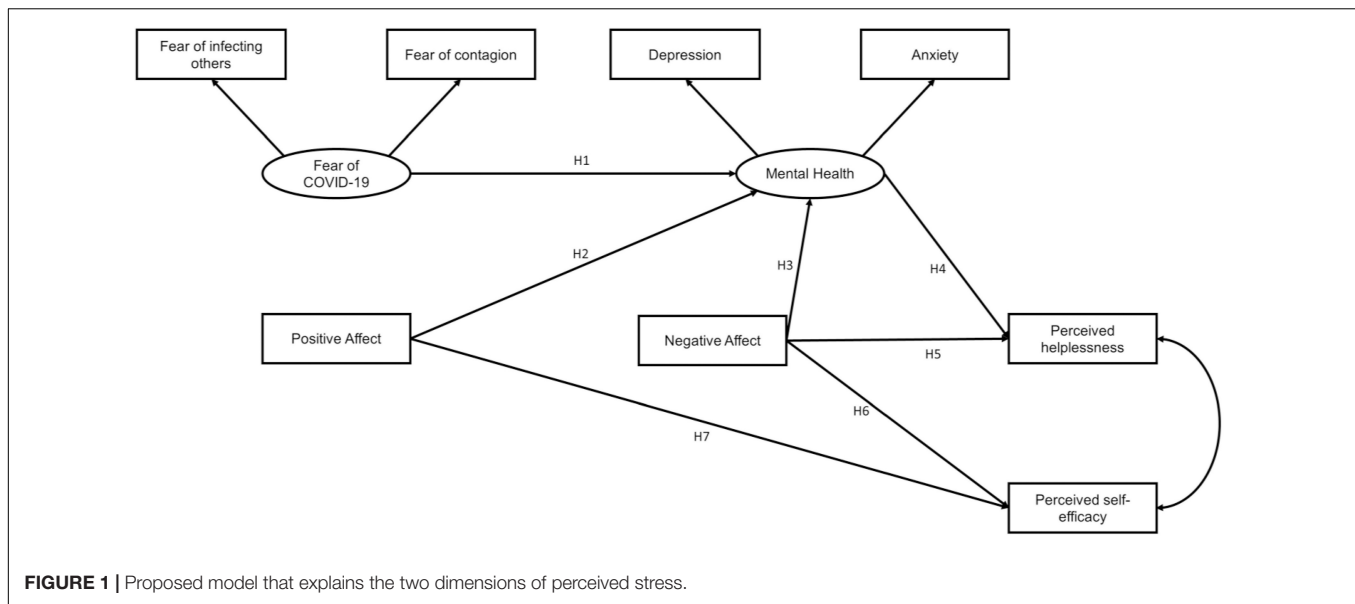 Fear of infecting
others
Fear of contagion
Depression
Anxiety
Fear of
COVID-19
H1
Mental Health
H2
H3
H4
Positive Affect
Negative Affect
H5
Perceived
helplessness
H6
H7
Perceived self-
efficacy
FIGURE 1 | Proposed model that explains the two dimensions of perceived stress.